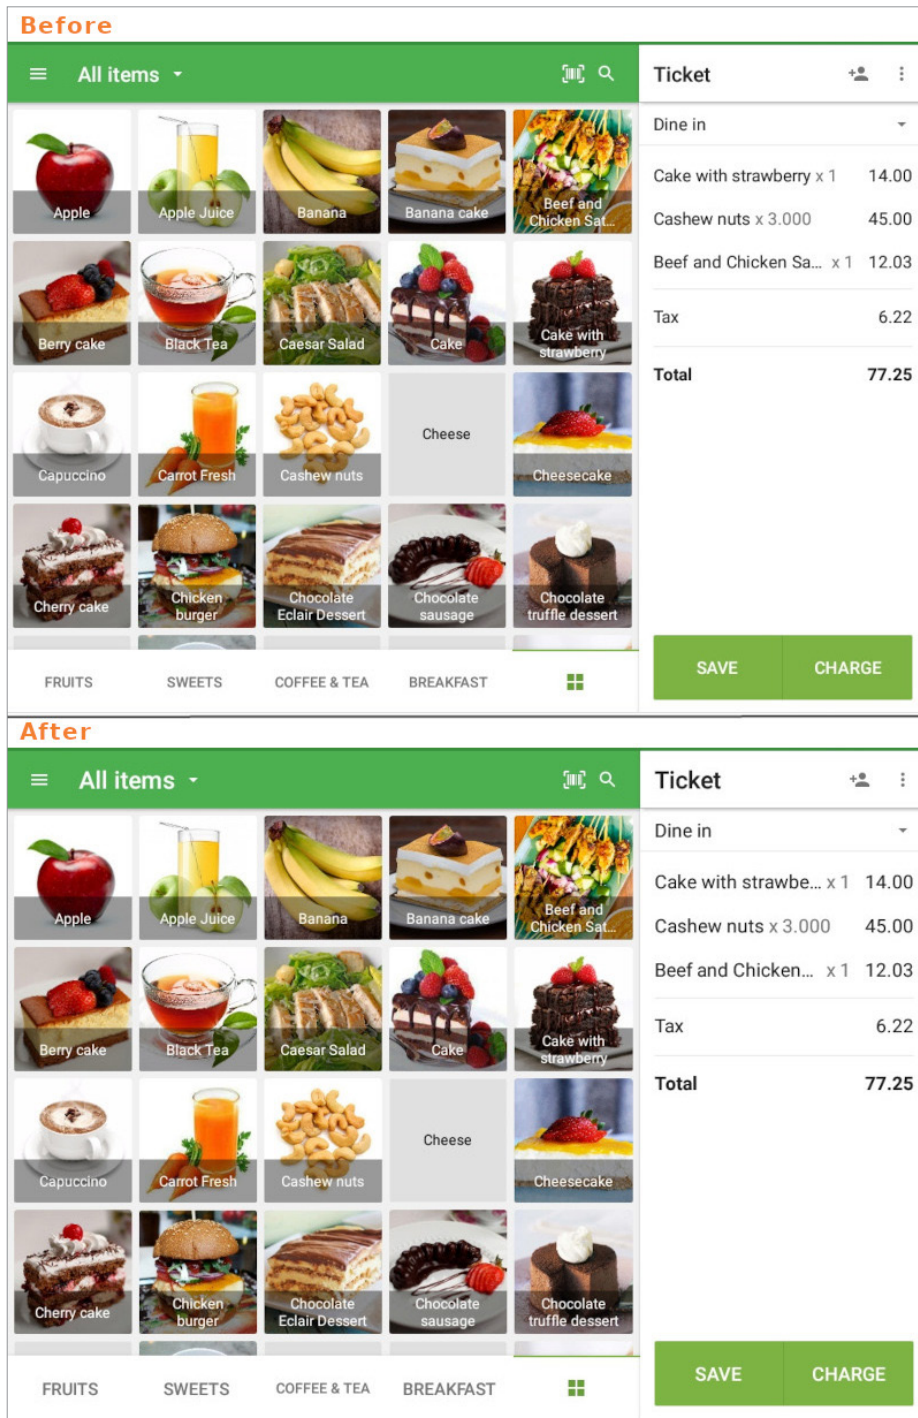 Before
All items
Ticket
Dine in
Apple
Apple Juice
Banana
Banana cake
Beef and
Chicken Sat...
Cake with strawberry x 1 14.00
Cashew nuts x 3.000 45.00
Beef and Chicken Sa... x 1 12.03
Tax 6.22
Total 77.25
Berry cake
Black Tea
Caesar Salad
Cake
Cake with
strawberry
Capuccino
Carrot Fresh
Cashew nuts
Cheese
Cheesecake
Cherry cake
Chicken
burger
Chocolate
Eclair Dessert
Chocolate
sausage
Chocolate
truffle dessert
FRUITS
SWEETS
COFFEE & TEA
BREAKFAST
SAVE
CHARGE
After
All items
Ticket
Dine in
Apple
Apple Juice
Banana
Banana cake
Beef and
Chicken Sat...
Cake with strawbe... x 1 14.00
Cashew nuts x 3.000 45.00
Beef and Chicken... x 1 12.03
Tax 6.22
Total 77.25
Berry cake
Black Tea
Caesar Salad
Cake
Cake with
strawberry
Capuccino
Carrot Fresh
Cashew nuts
Cheese
Cheesecake
Cherry cake
Chicken
burger
Chocolate
Eclair Dessert
Chocolate
sausage
Chocolate
truffle dessert
FRUITS
SWEETS
COFFEE & TEA
BREAKFAST
SAVE
CHARGE